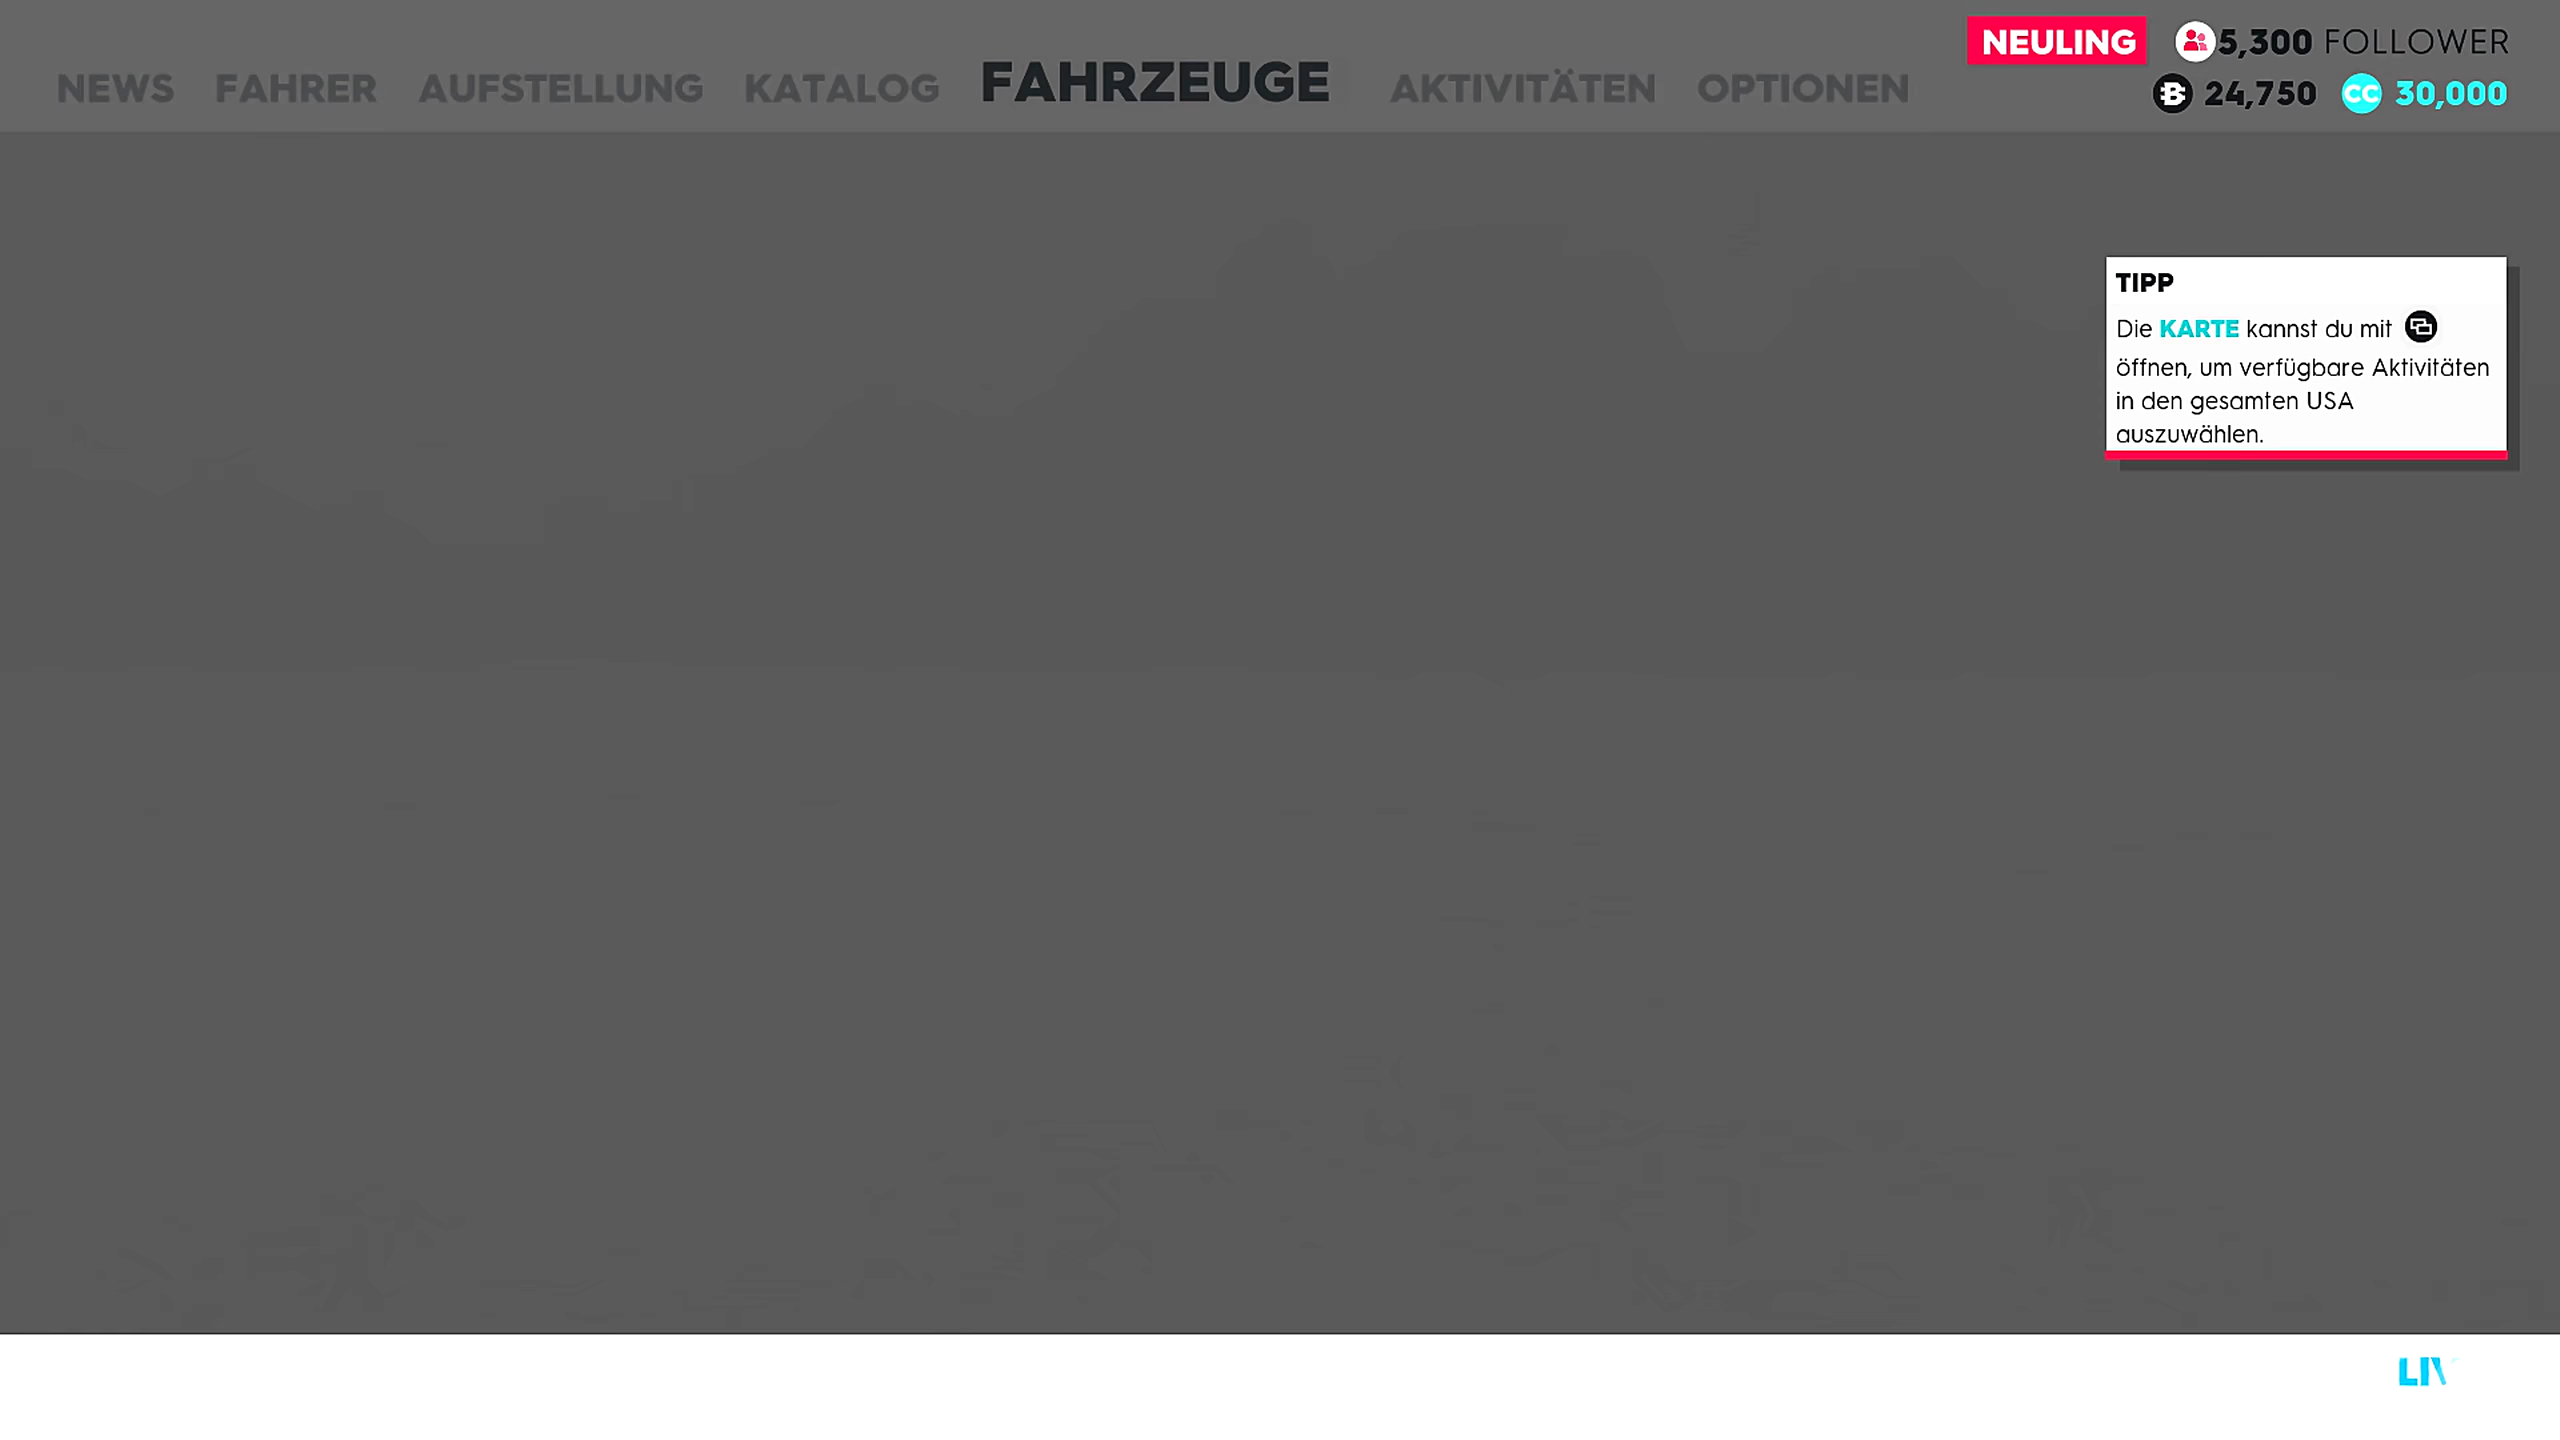 NEULING 5,300 FOLLOWER
NEWS FAHRER AUFSTELLUNG KATALOG FAHRZEUGE AKTIVITÄTEN OPTIONEN
24,750 CC 30,000
TIPP
Die KARTE kannst du mit
öffnen, um verfügbare Aktivitäten
in den gesamten USA
auszuwählen.